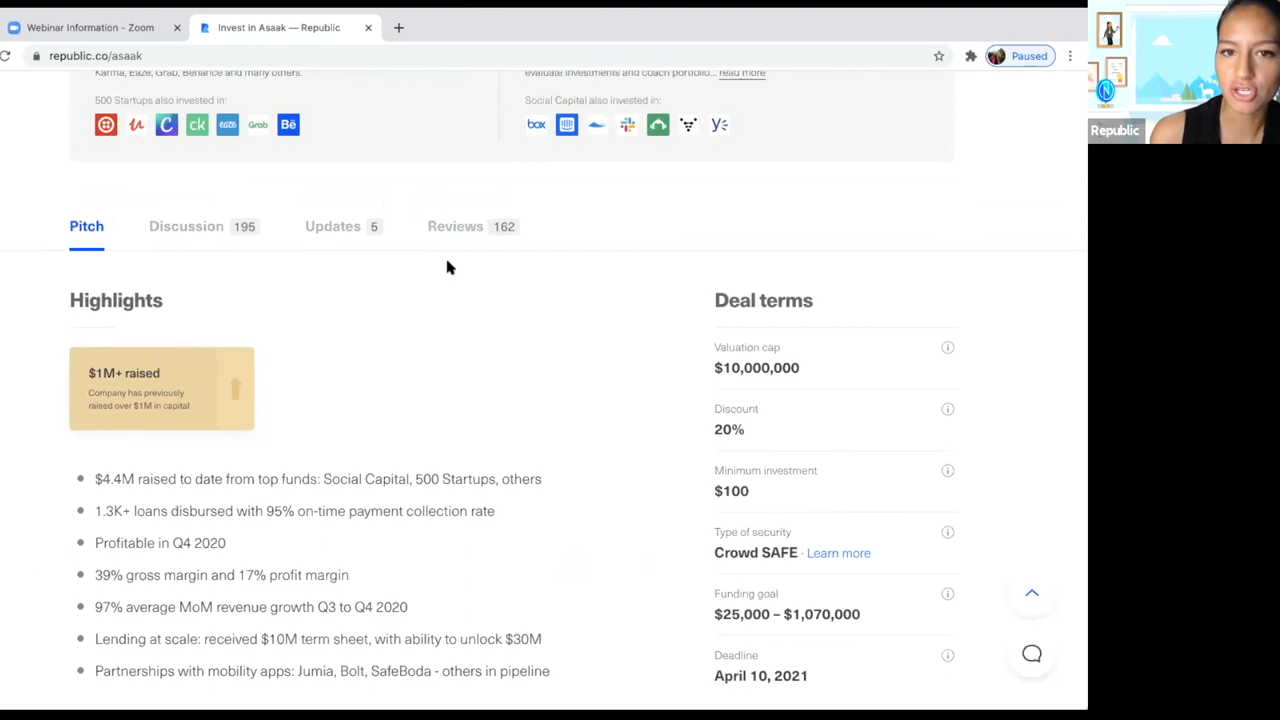 Webinar Information - Zoom
Invest in Asaak — Republic
republic.co/asaak
Paused
Karma, Eaze, Grab, Behance and many others.
evaluate investments and coach portfolio... read more
500 Startups also invested in:
Social Capital also invested in:
ck
eaze
Grab
Bē
box
Republic
Pitch
Discussion 195
Updates 5
Reviews 162
Highlights
$1M+ raised
Company has previously
raised over $1M in capital
$4.4M raised to date from top funds: Social Capital, 500 Startups, others
1.3K+ loans disbursed with 95% on-time payment collection rate
Profitable in Q4 2020
39% gross margin and 17% profit margin
97% average MoM revenue growth Q3 to Q4 2020
Lending at scale: received $10M term sheet, with ability to unlock $30M
Partnerships with mobility apps: Jumia, Bolt, SafeBoda - others in pipeline
Deal terms
Valuation cap
$10,000,000
Discount
20%
Minimum investment
$100
Type of security
Crowd SAFE · Learn more
Funding goal
$25,000 – $1,070,000
Deadline
April 10, 2021